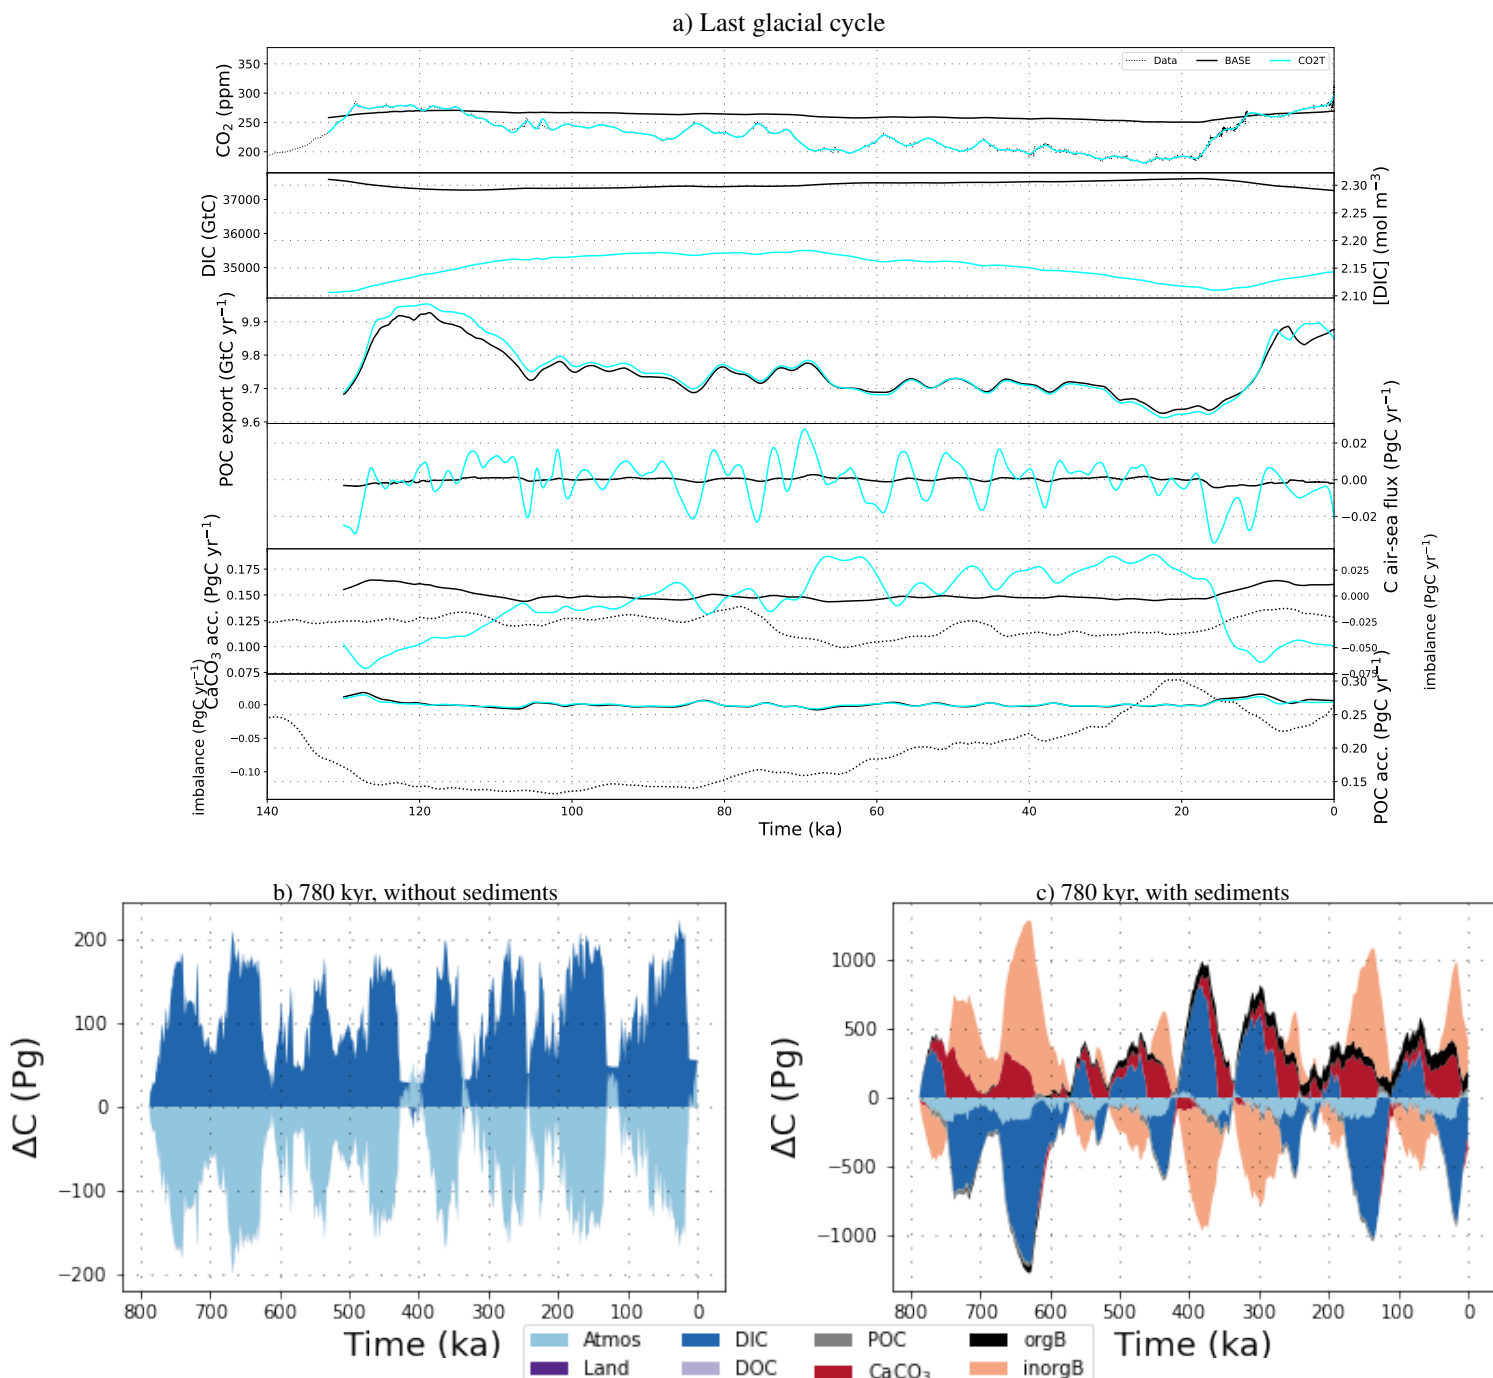 a) Last glacial cycle
Data BASE CO2T
CO₂ (ppm)
350
300
250
200
DIC (GtC)
37000
36000
35000
[DIC] (mol m⁻³)
2.30
2.25
2.20
2.15
2.10
POC export (GtC yr⁻¹)
9.9
9.8
9.7
9.6
C air-sea flux (PgC yr⁻¹)
0.02
0.00
−0.02
CaCO₃ acc. (PgC yr⁻¹)
0.175
0.150
0.125
0.100
0.075
imbalance (PgC yr⁻¹)
0.025
0.000
−0.025
−0.050
−0.075
imbalance (PgC yr⁻¹)
0.00
−0.05
−0.10
POC acc. (PgC yr⁻¹)
0.30
0.25
0.20
0.15
140 120 100 80 60 40 20 0
Time (ka)
b) 780 kyr, without sediments
ΔC (Pg)
200
100
0
−100
−200
800 700 600 500 400 300 200 100 0
Time (ka)
c) 780 kyr, with sediments
ΔC (Pg)
1000
500
0
−500
−1000
800 700 600 500 400 300 200 100 0
Time (ka)
Atmos DIC POC orgB
Land DOC CaCO₃ inorgB